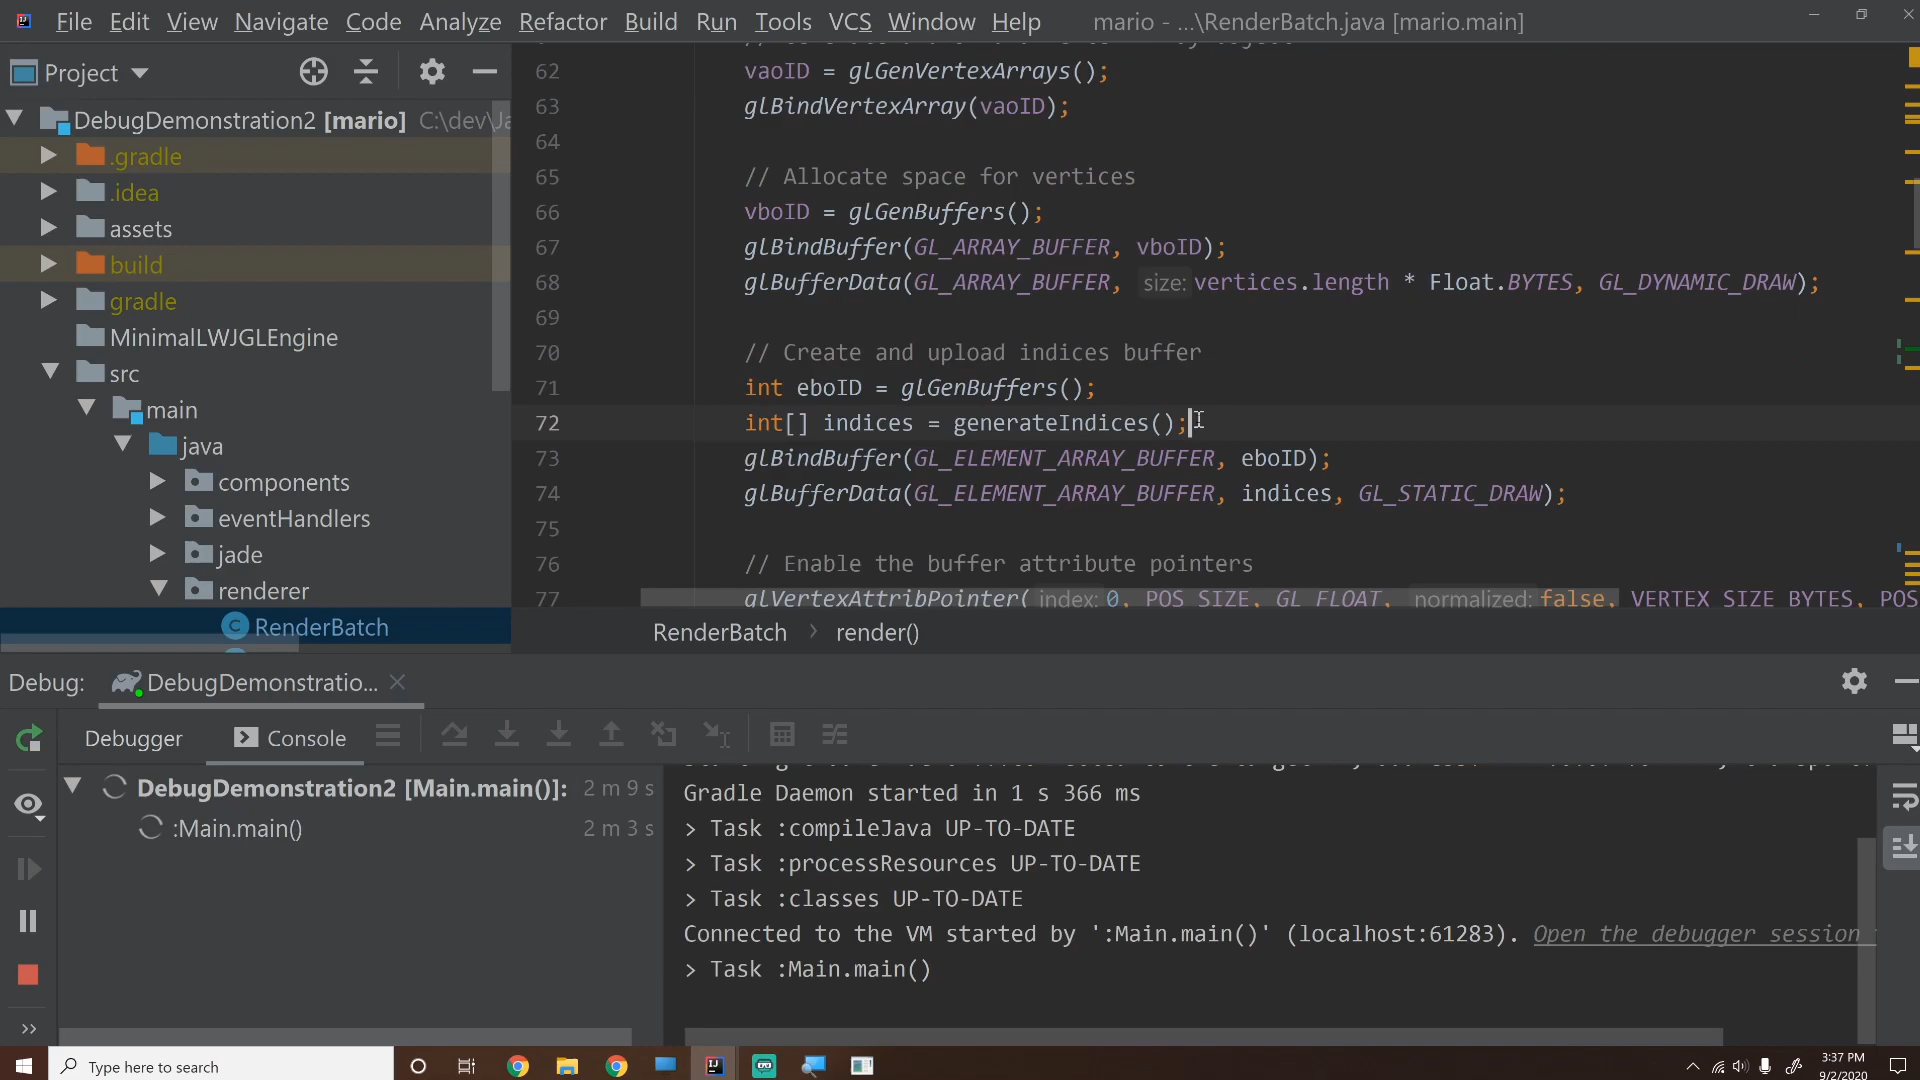 File Edit View Navigate Code Analyze Refactor Build Run Tools VCS Window Help mario - ...\RenderBatch.java [mario.main]
Project
DebugDemonstration2 [mario] C:\dev\Ja
.gradle
.idea
assets
build
gradle
MinimalLWJGLEngine
src
main
java
components
eventHandlers
jade
renderer
RenderBatch
62 vaoID = glGenVertexArrays();
63 glBindVertexArray(vaoID);
64
65 // Allocate space for vertices
66 vboID = glGenBuffers();
67 glBindBuffer(GL_ARRAY_BUFFER, vboID);
68 glBufferData(GL_ARRAY_BUFFER, size: vertices.length * Float.BYTES, GL_DYNAMIC_DRAW);
69
70 // Create and upload indices buffer
71 int eboID = glGenBuffers();
72 int[] indices = generateIndices();
73 glBindBuffer(GL_ELEMENT_ARRAY_BUFFER, eboID);
74 glBufferData(GL_ELEMENT_ARRAY_BUFFER, indices, GL_STATIC_DRAW);
75
76 // Enable the buffer attribute pointers
77 glVertexAttribPointer( index: 0, POS_SIZE, GL_FLOAT, normalized: false, VERTEX_SIZE_BYTES, POS
RenderBatch > render()
Debug: DebugDemonstratio...
Debugger Console
DebugDemonstration2 [Main.main()]: 2 m 9 s
:Main.main() 2 m 3 s
Gradle Daemon started in 1 s 366 ms
> Task :compileJava UP-TO-DATE
> Task :processResources UP-TO-DATE
> Task :classes UP-TO-DATE
Connected to the VM started by ':Main.main()' (localhost:61283). Open the debugger session
> Task :Main.main()
Type here to search
3:37 PM
9/2/2020